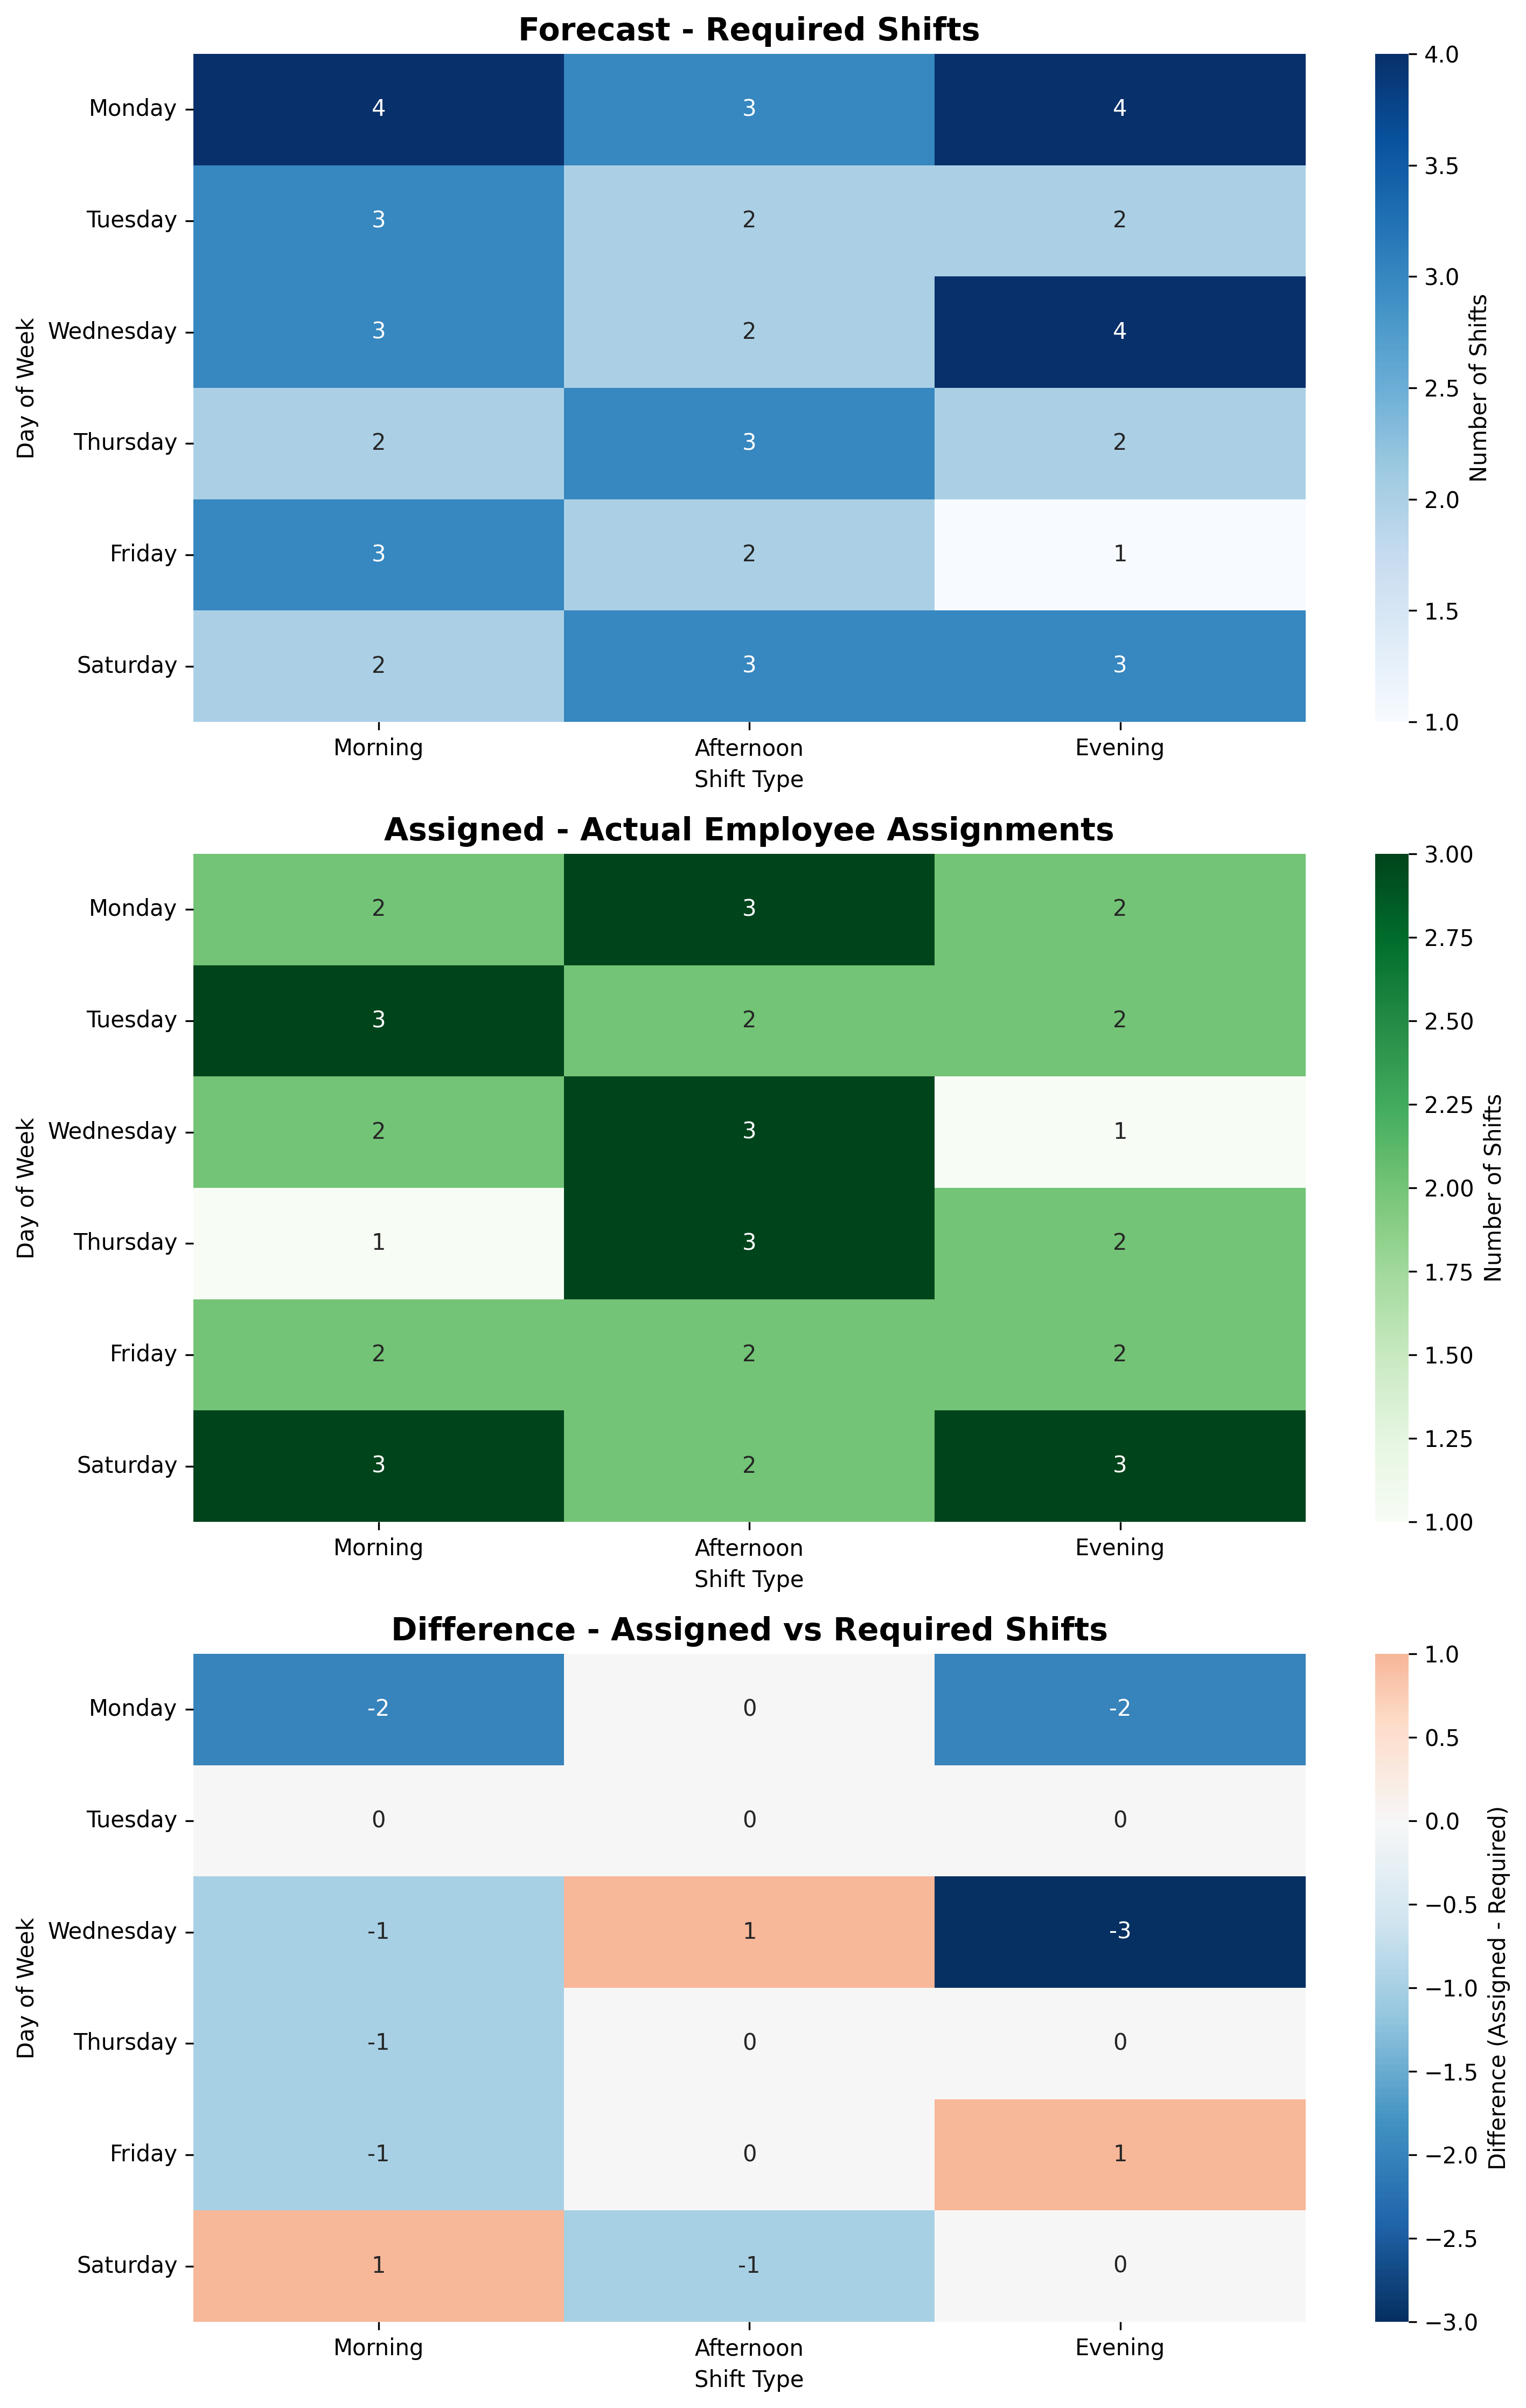 Forecast - Required Shifts
Monday 4 3 4 4.0
3.5
Tuesday 3 2 2
3.0
Wednesday 3 2 4
Day of Week
Number of Shifts
2.5
Thursday 2 3 2
2.0
Friday 3 2 1
1.5
Saturday 2 3 3
1.0
Morning Afternoon Evening
Shift Type
Assigned - Actual Employee Assignments
3.00
Monday 2 3 2
2.75
Tuesday 3 2 2 2.50
2.25
Wednesday 2 3 1
Day of Week
Number of Shifts
2.00
Thursday 1 3 2
1.75
Friday 2 2 2 1.50
1.25
Saturday 3 2 3
1.00
Morning Afternoon Evening
Shift Type
Difference - Assigned vs Required Shifts
1.0
Monday -2 0 -2
0.5
Tuesday 0 0 0 0.0
−0.5
Wednesday -1 1 -3
Day of Week
Difference (Assigned - Required)
−1.0
Thursday -1 0 0
−1.5
Friday -1 0 1 −2.0
−2.5
Saturday 1 -1 0
−3.0
Morning Afternoon Evening
Shift Type